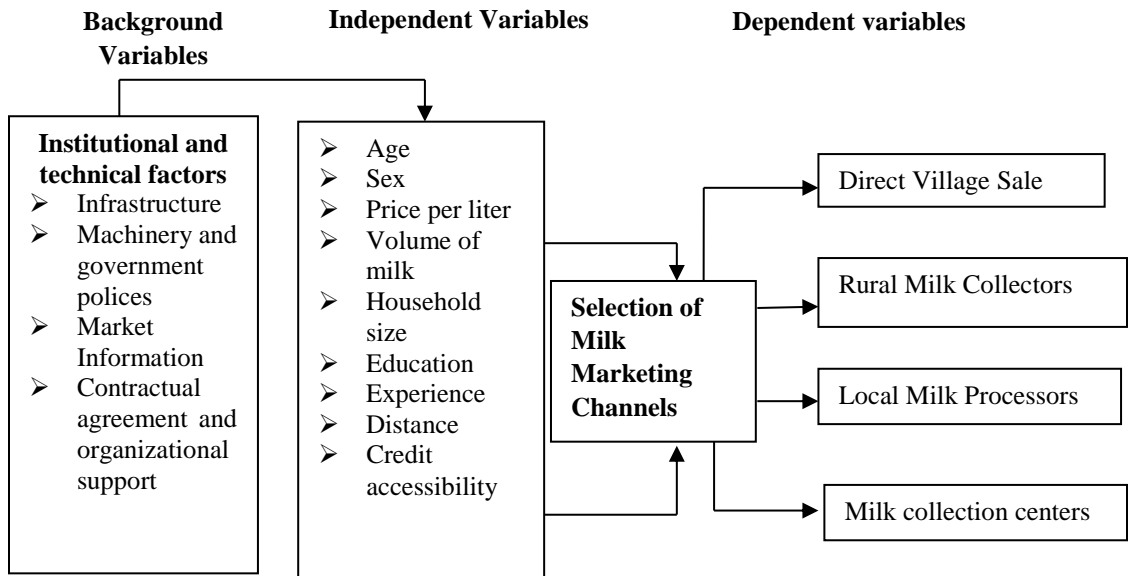 Background
Variables
Independent Variables
Dependent variables
Institutional and
technical factors
➢ Infrastructure
➢ Machinery and
government
polices
➢ Market
Information
➢ Contractual
agreement and
organizational
support
➢ Age
➢ Sex
➢ Price per liter
➢ Volume of
milk
➢ Household
size
➢ Education
➢ Experience
➢ Distance
➢ Credit
accessibility
Selection of
Milk
Marketing
Channels
Direct Village Sale
Rural Milk Collectors
Local Milk Processors
Milk collection centers